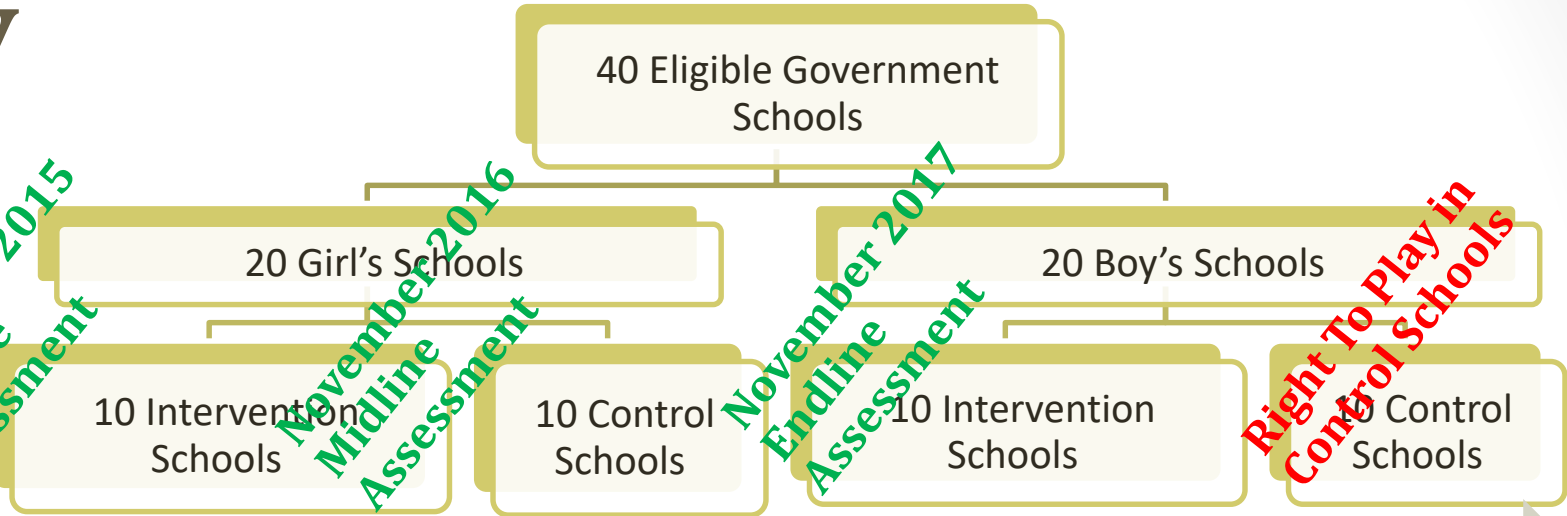 40 Eligible Government
Schools
20 Girl's Schools
20 Boy's Schools
10 Intervention
Schools
10 Control
Schools
10 Intervention
Schools
10 Control
Schools
2015
November 2016
Midline
Assessment
November 2017
Endline
Assessment
Right To Play in
Control Schools